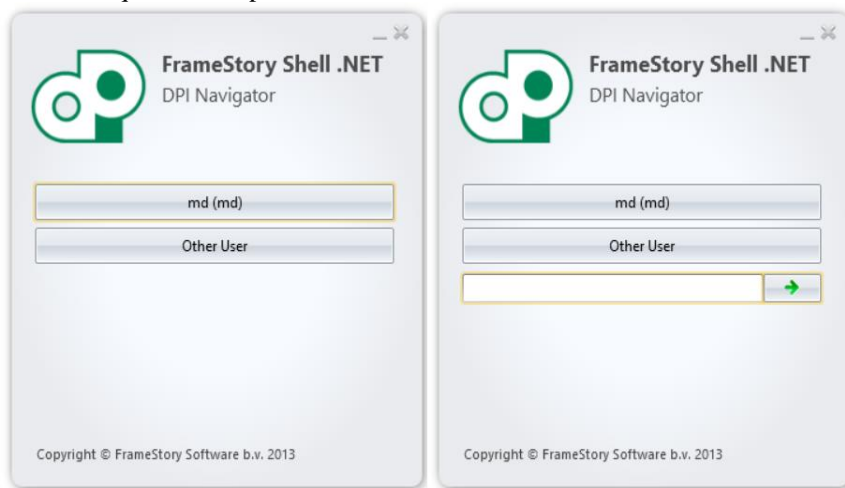 FrameStory Shell .NET
DPI Navigator
md (md)
Other User
Copyright © FrameStory Software b.v. 2013
FrameStory Shell .NET
DPI Navigator
md (md)
Other User
Copyright © FrameStory Software b.v. 2013